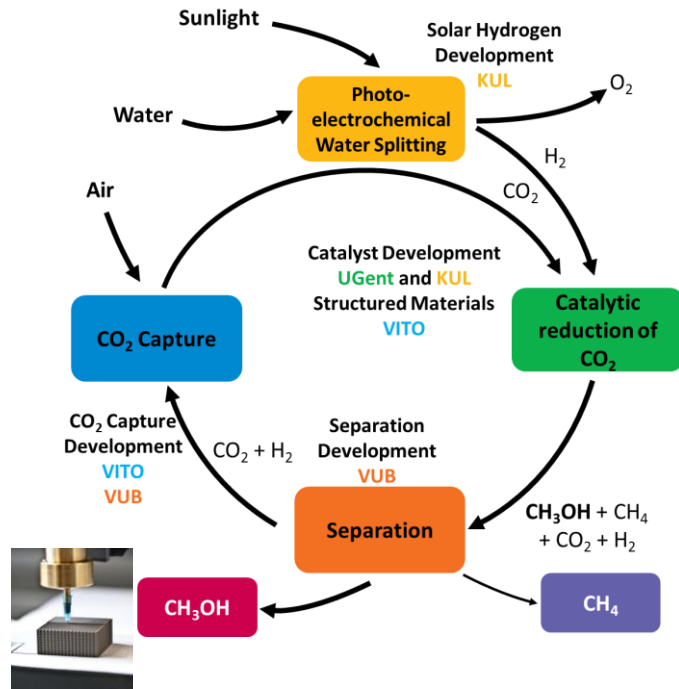 Sunlight
Solar Hydrogen
Development
KUL
Photo-
electrochemical
Water Splitting
O₂
Water
H₂
CO₂
Air
Catalyst Development
UGent and KUL
Structured Materials
VITO
CO₂ Capture
Catalytic
reduction of
CO₂
CO₂ Capture
Development
VITO
VUB
CO₂ + H₂
Separation
Development
VUB
Separation
CH₃OH + CH₄
+ CO₂ + H₂
CH₃OH
CH₄